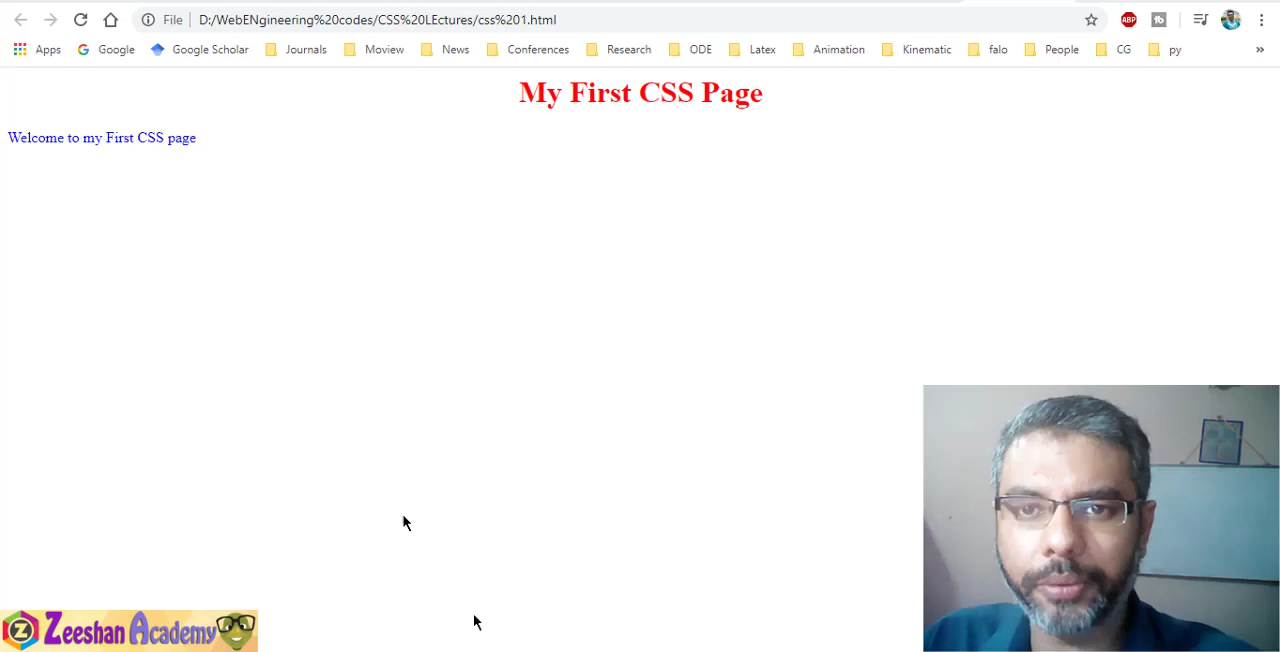 File D:/WebENgineering%20codes/CSS%20LEctures/css%201.html
ABP
Apps Google Google Scholar Journals Moview News Conferences Research ODE Latex Animation Kinematic falo People CG py »
My First CSS Page
Welcome to my First CSS page
Z Zeeshan Academy